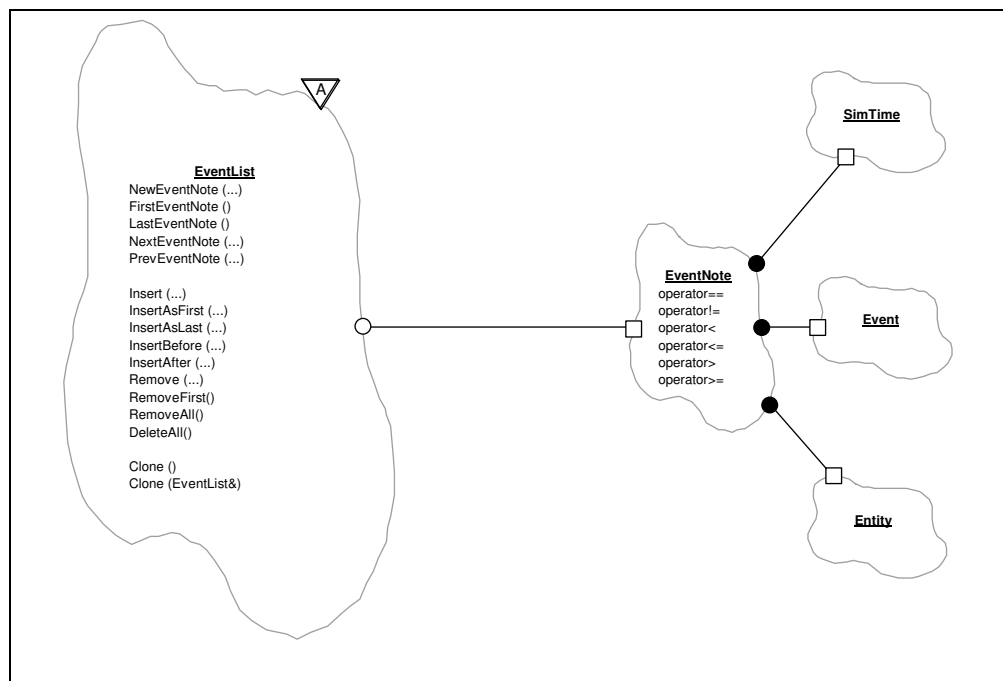 A
EventList
NewEventNote (...)
FirstEventNote ()
LastEventNote ()
NextEventNote (...)
PrevEventNote (...)
Insert (...)
InsertAsFirst (...)
InsertAsLast (...)
InsertBefore (...)
InsertAfter (...)
Remove (...)
RemoveFirst()
RemoveAll()
DeleteAll()
Clone ()
Clone (EventList&)
EventNote
operator==
operator!=
operator<
operator<=
operator>
operator>=
SimTime
Event
Entity